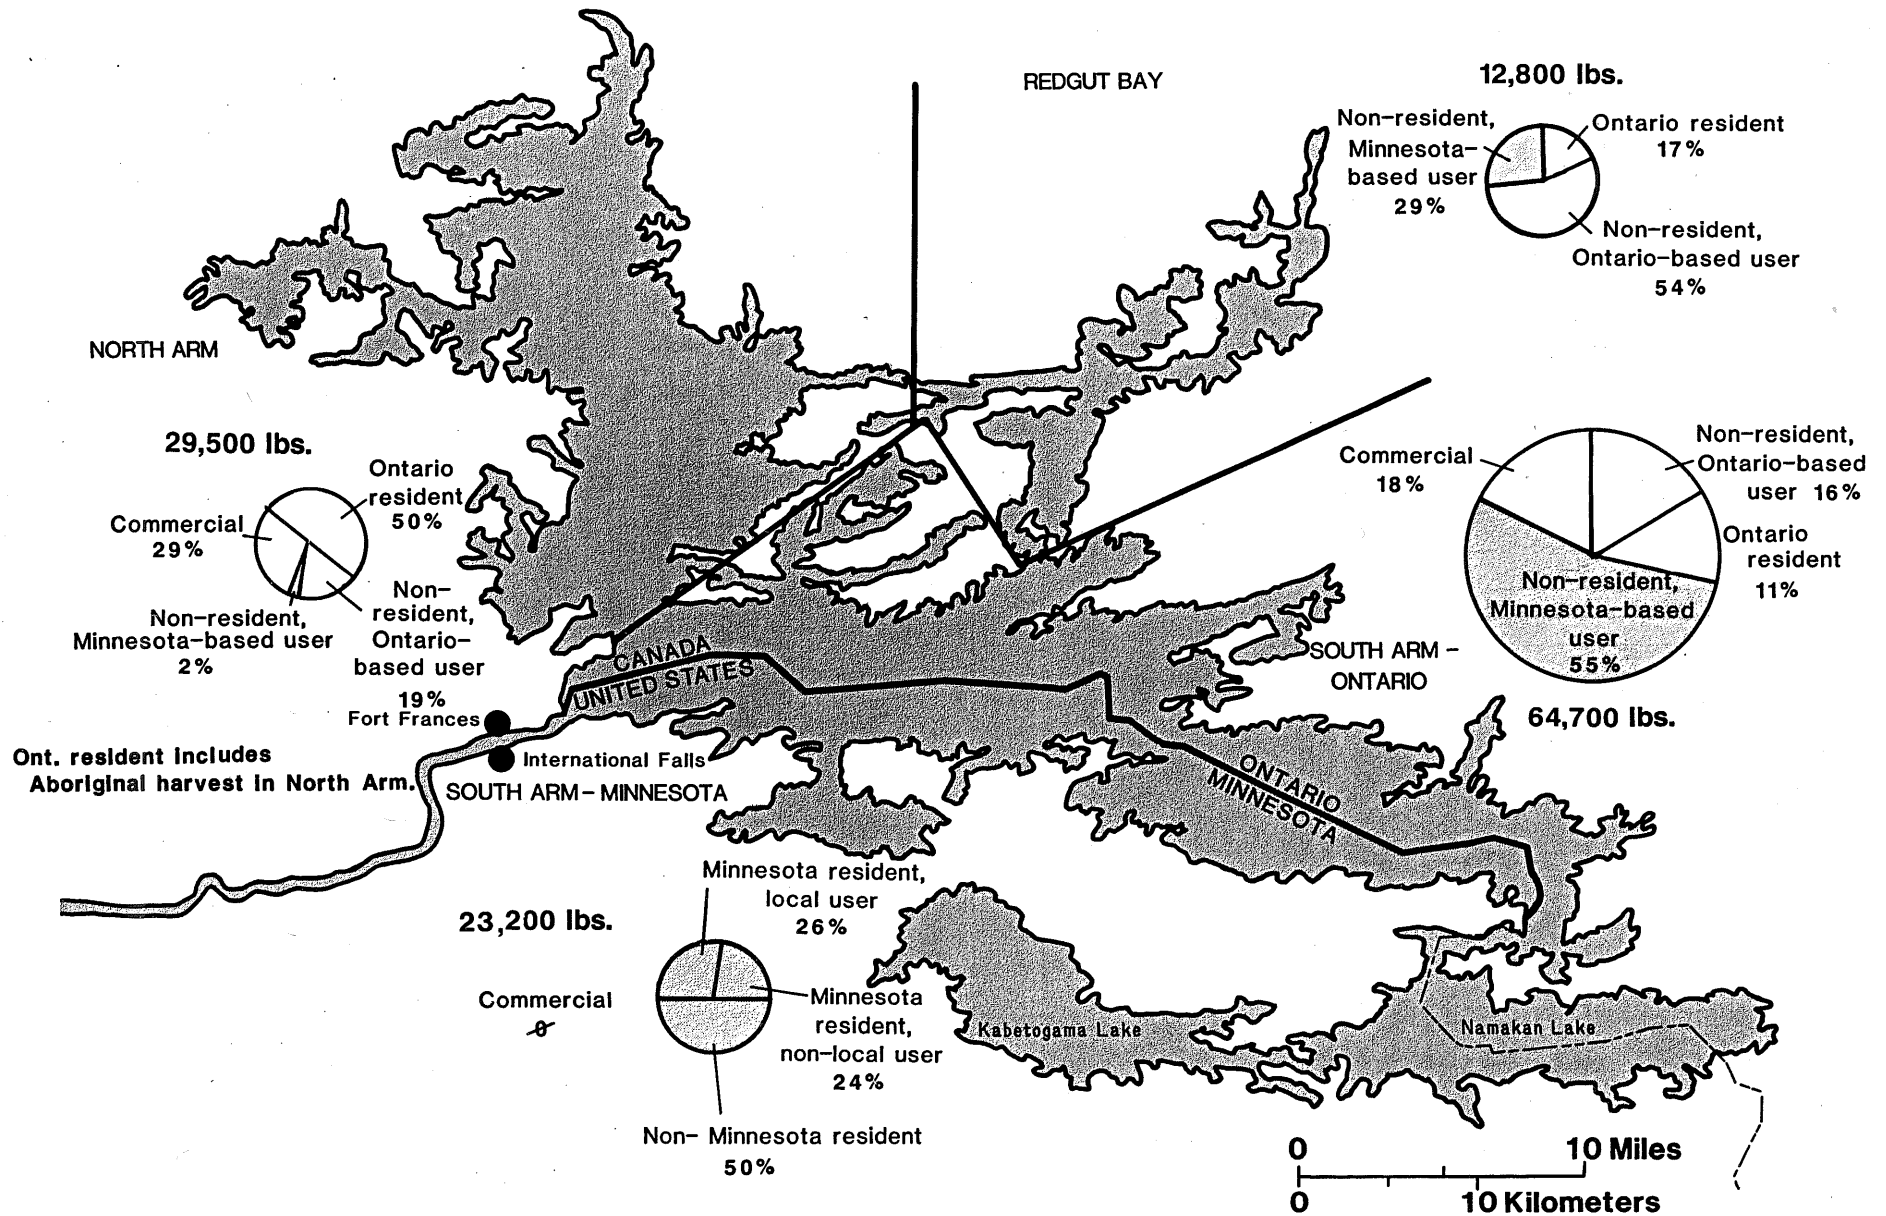 REDGUT BAY
12,800 lbs.
Non-resident,
Minnesota-
based user
29%
Ontario resident
17%
Non-resident,
Ontario-based user
54%
NORTH ARM
29,500 lbs.
Ontario
resident
50%
Commercial
29%
Non-resident,
Minnesota-based user
2%
Non-
resident,
Ontario-
based user
19%
Commercial
18%
Non-resident,
Ontario-based
user 16%
Ontario
resident
11%
Non-resident,
Minnesota-based
user
55%
SOUTH ARM -
ONTARIO
64,700 lbs.
CANADA
UNITED STATES
Fort Frances
International Falls
Ont. resident includes
Aboriginal harvest in North Arm.
SOUTH ARM - MINNESOTA
ONTARIO
MINNESOTA
Minnesota resident,
local user
26%
23,200 lbs.
Commercial
0
Minnesota
resident,
non-local user
24%
Non- Minnesota resident
50%
Kabetogama Lake
Namakan Lake
0 10 Miles
0 10 Kilometers